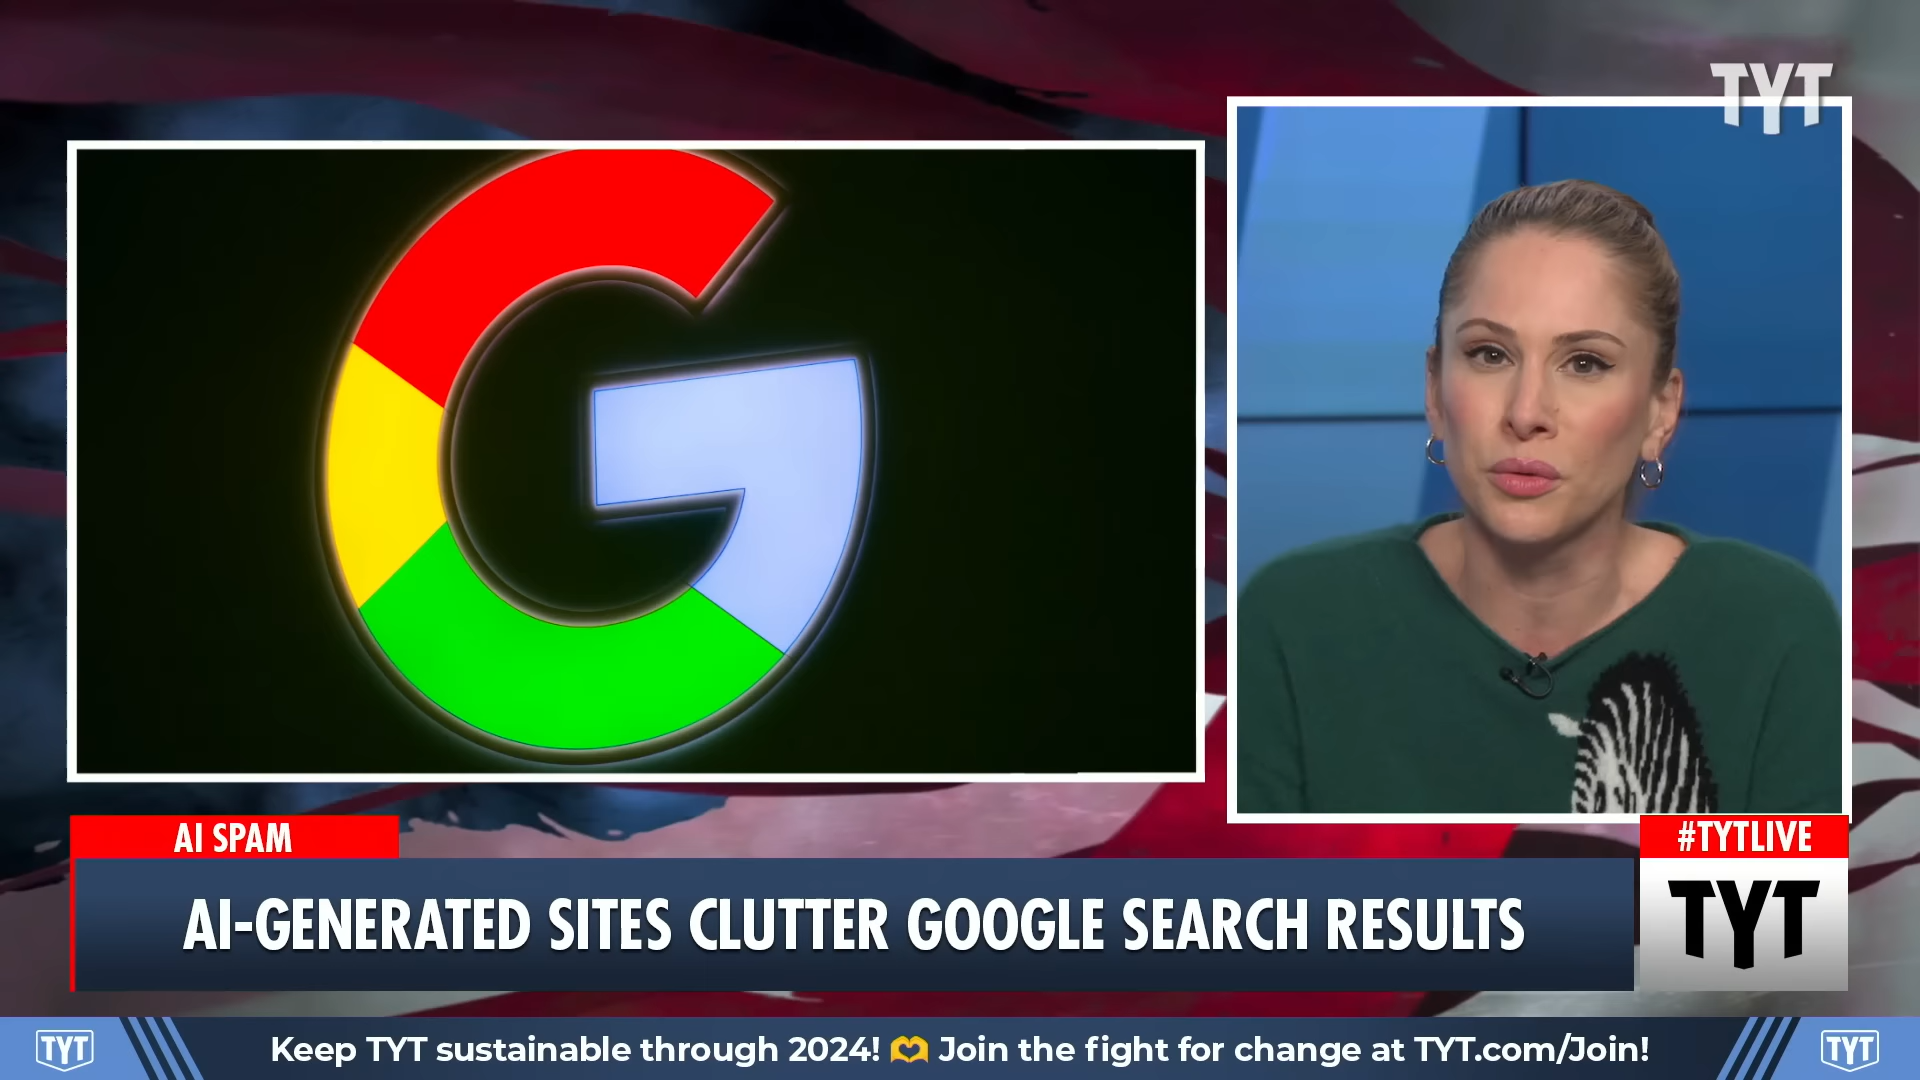 TYT
AI SPAM
#TYTLIVE
AI-GENERATED SITES CLUTTER GOOGLE SEARCH RESULTS
TYT
TYT
Keep TYT sustainable through 2024! 🫶 Join the fight for change at TYT.com/Join!
TYT